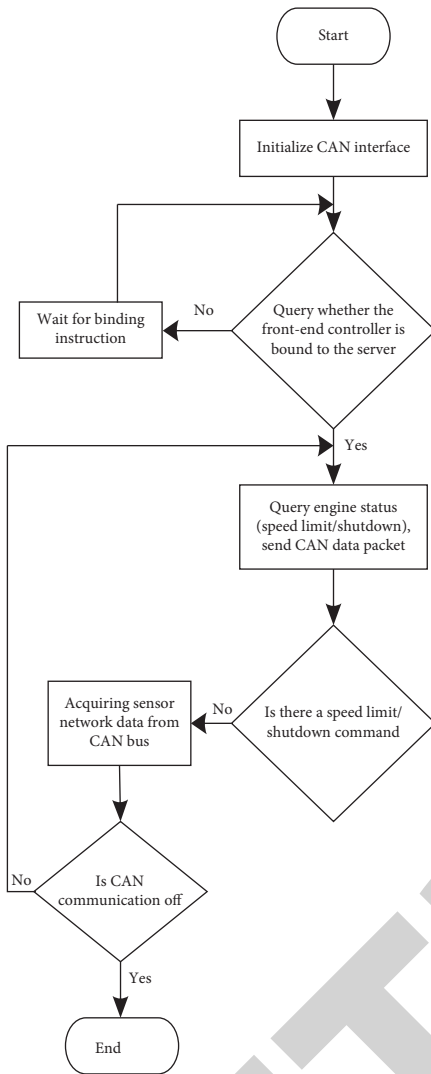 Start
Initialize CAN interface
No
Wait for binding
instruction
Query whether the
front-end controller is
bound to the server
Yes
Query engine status
(speed limit/shutdown),
send CAN data packet
Acquiring sensor
network data from
CAN bus
No
Is there a speed limit/
shutdown command
No
Is CAN
communication off
Yes
End